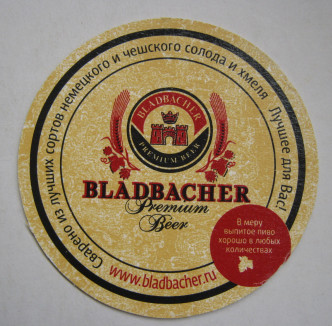 Сварено из лучших сортов немецкого и чешского солода и хмеля Лучшее для Вас!
BLADBACHER
PREMIUM BEER
BLADBACHER
Premium
Beer
В меру
выпитое пиво
хорошо в любых
количествах
www.bladbacher.ru